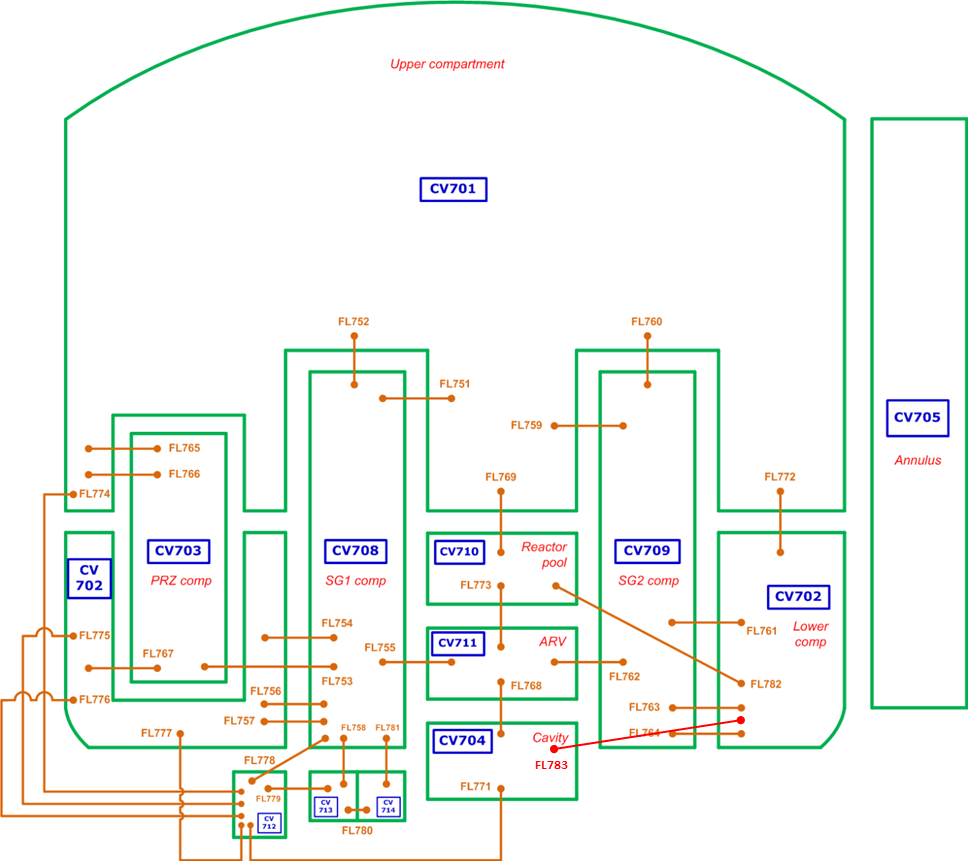 Upper compartment
CV701
FL752
FL760
FL751
CV705
FL759
FL765
FL766
FL769
FL772
Annulus
FL774
CV703
CV708
CV710
Reactor
pool
CV709
CV
702
PRZ comp
SG1 comp
FL773
SG2 comp
CV702
FL754
FL775
CV711
ARV
FL761
Lower
comp
FL767
FL755
FL753
FL762
FL768
FL782
FL776
FL756
FL763
FL757
FL777
FL758
FL781
CV704
Cavity
FL764
FL778
FL783
FL779
FL771
CV
713
CV
714
CV
712
FL780